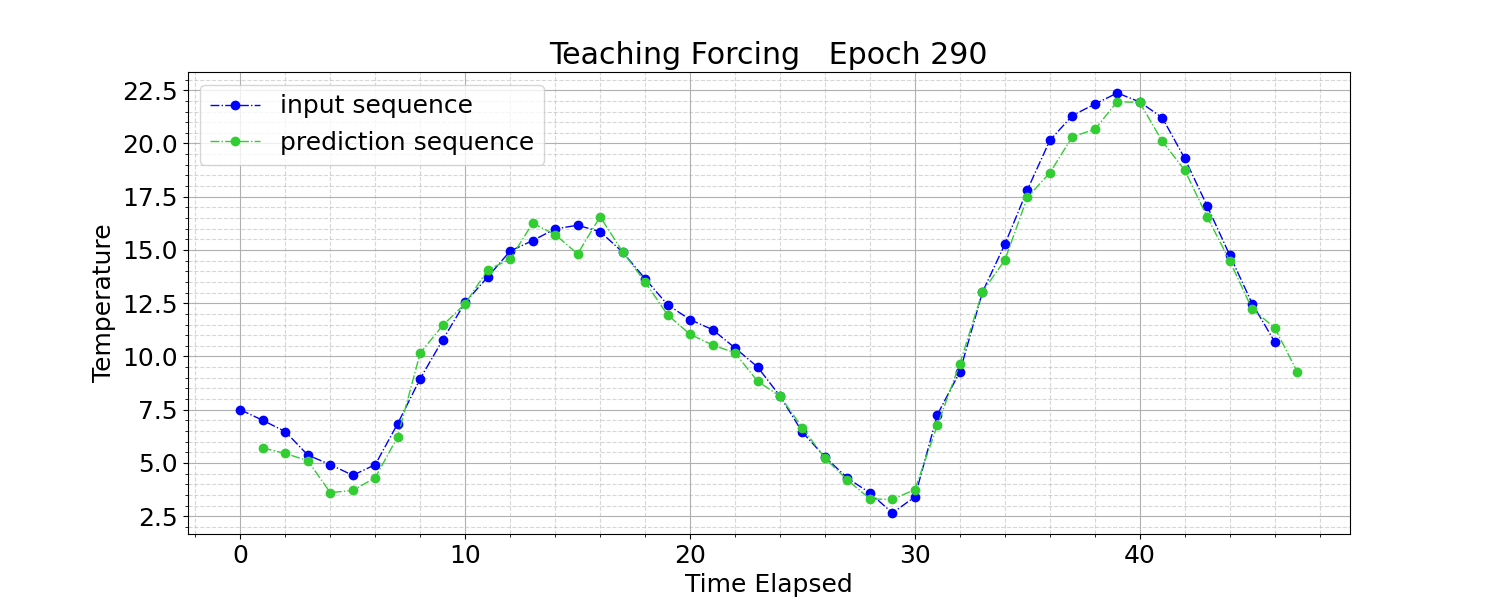 Teaching Forcing   Epoch 290
22.5
20.0
17.5
15.0
12.5
10.0
7.5
5.0
2.5
Temperature
input sequence
prediction sequence
0 10 20 30 40
Time Elapsed